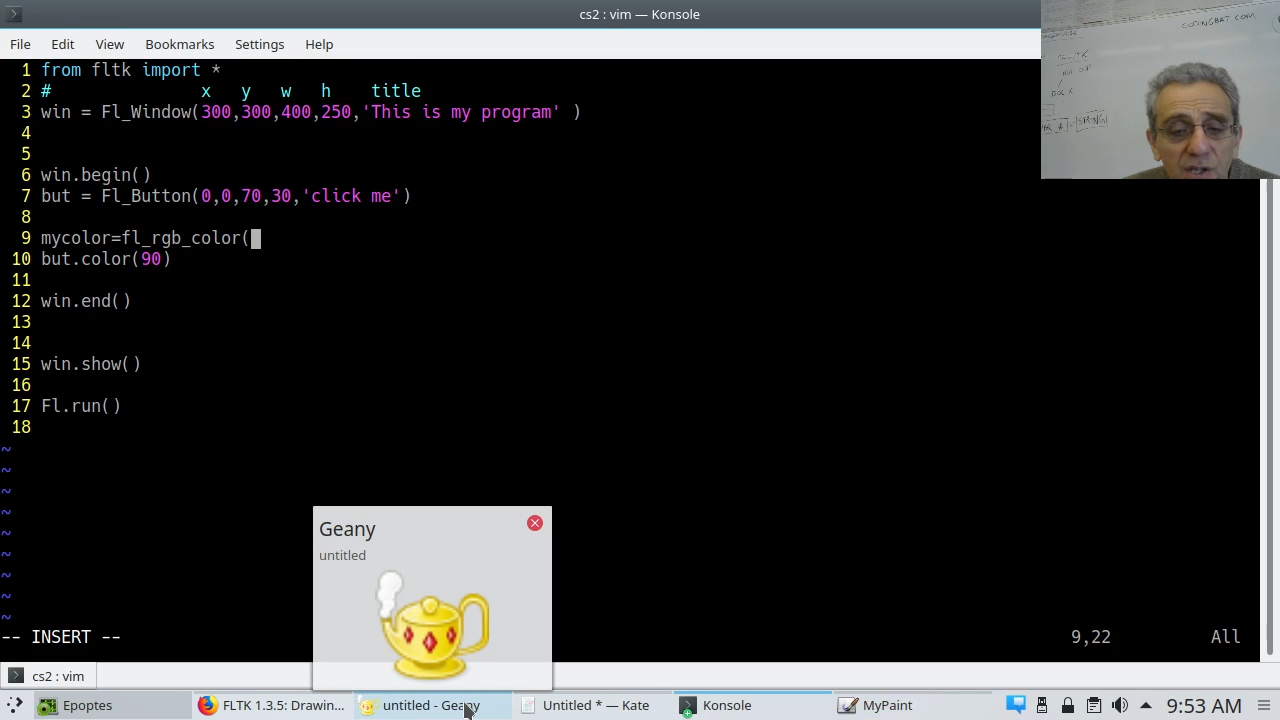 cs2 : vim — Konsole
File Edit View Bookmarks Settings Help
CODINGBAT.COM
1 from fltk import *
2 # x y w h title
3 win = Fl_Window(300,300,400,250,'This is my program' )
4
5
6 win.begin()
7 but = Fl_Button(0,0,70,30,'click me')
8
9 mycolor=fl_rgb_color(
10 but.color(90)
11
12 win.end()
13
14
15 win.show()
16
17 Fl.run()
18
~
~
~
~
~
~
~
~
~
Geany
untitled
-- INSERT -- 9,22 All
cs2 : vim
Epoptes FLTK 1.3.5: Drawin... untitled - Geany Untitled * — Kate Konsole MyPaint 9:53 AM